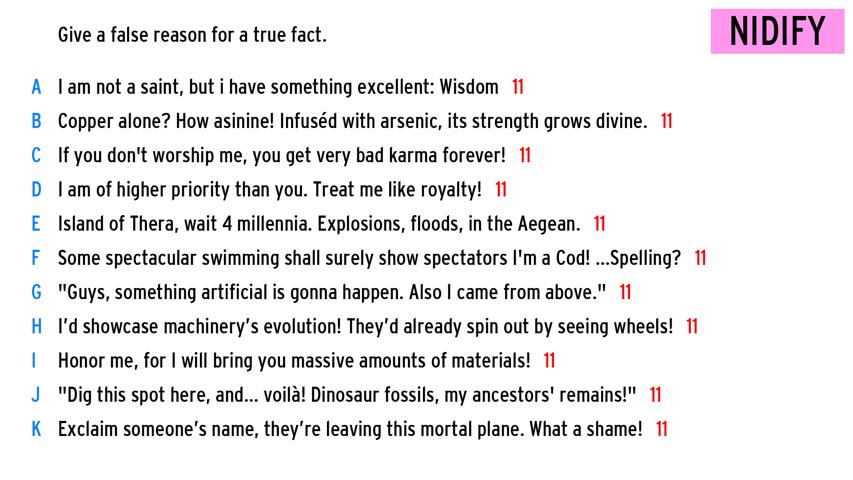 Give a false reason for a true fact.
NIDIFY
A I am not a saint, but i have something excellent: Wisdom 11
B Copper alone? How asinine! Infuséd with arsenic, its strength grows divine. 11
C If you don't worship me, you get very bad karma forever! 11
D I am of higher priority than you. Treat me like royalty! 11
E Island of Thera, wait 4 millennia. Explosions, floods, in the Aegean. 11
F Some spectacular swimming shall surely show spectators I'm a Cod! ...Spelling? 11
G "Guys, something artificial is gonna happen. Also I came from above." 11
H I'd showcase machinery's evolution! They'd already spin out by seeing wheels! 11
I Honor me, for I will bring you massive amounts of materials! 11
J "Dig this spot here, and... voilà! Dinosaur fossils, my ancestors' remains!" 11
K Exclaim someone's name, they're leaving this mortal plane. What a shame! 11